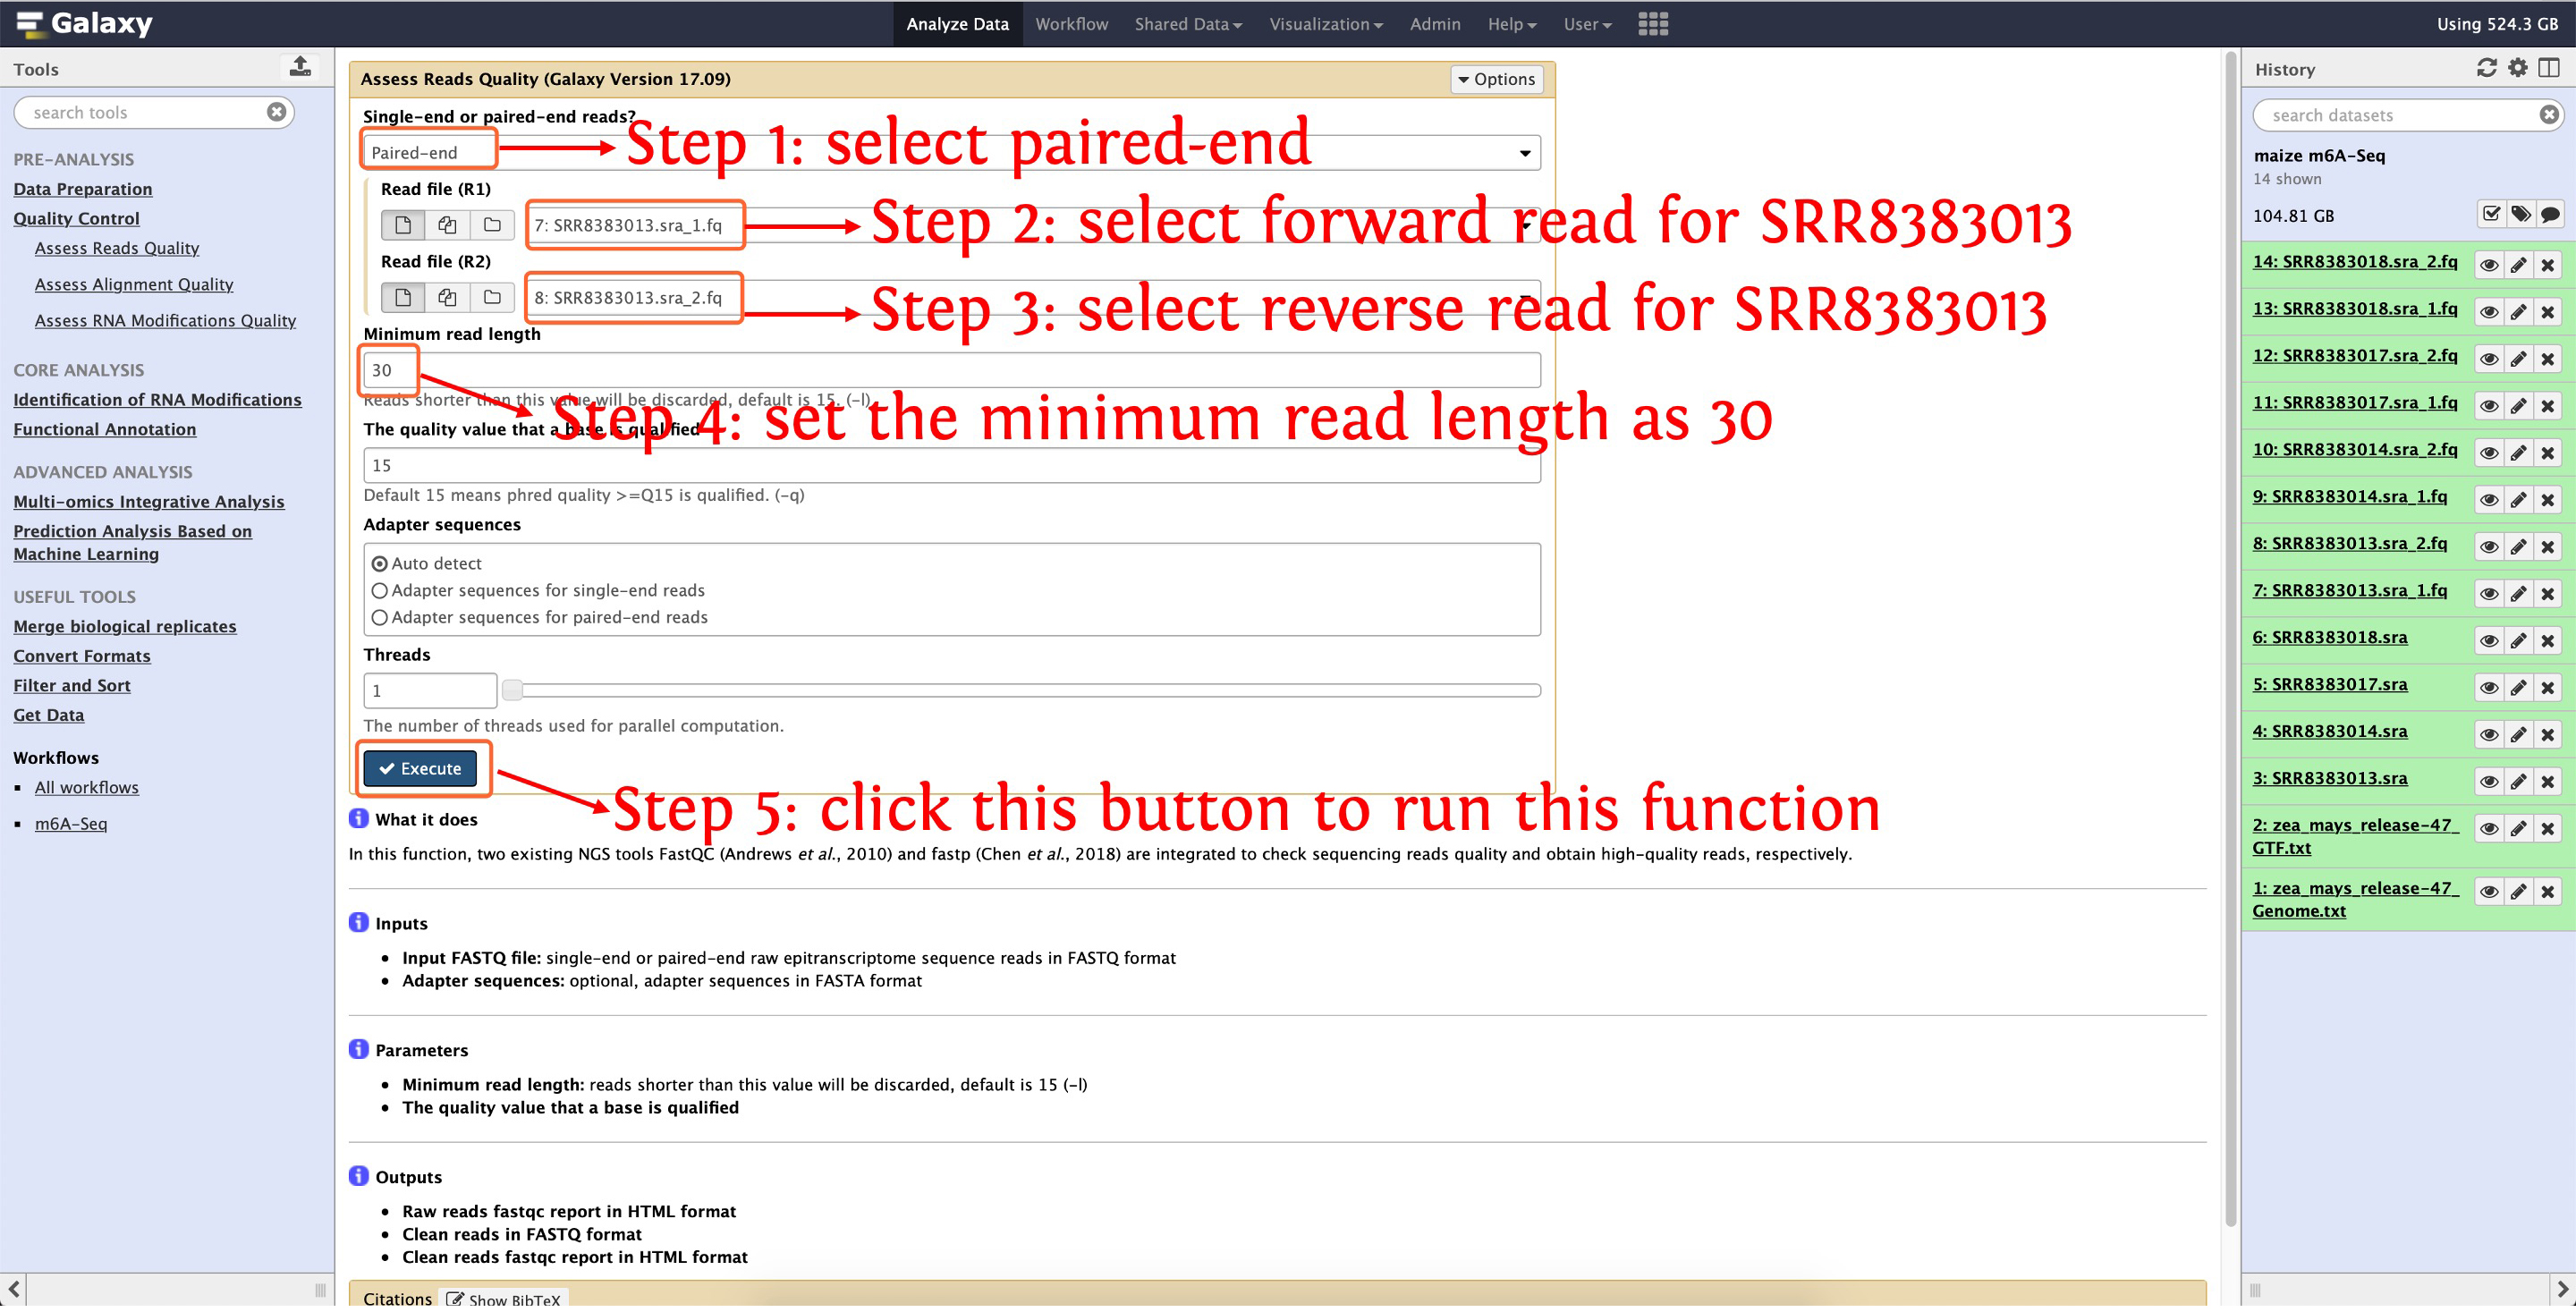 Galaxy
Analyze Data Workflow Shared Data Visualization Admin Help User
Using 524.3 GB
Tools
search tools
PRE-ANALYSIS
Data Preparation
Quality Control
Assess Reads Quality
Assess Alignment Quality
Assess RNA Modifications Quality
CORE ANALYSIS
Identification of RNA Modifications
Functional Annotation
ADVANCED ANALYSIS
Multi-omics Integrative Analysis
Prediction Analysis Based on
Machine Learning
USEFUL TOOLS
Merge biological replicates
Convert Formats
Filter and Sort
Get Data
Workflows
All workflows
m6A-Seq
Assess Reads Quality (Galaxy Version 17.09)
Options
Single-end or paired-end reads?
Paired-end
Step 1: select paired-end
Read file (R1)
7: SRR8383013.sra_1.fq
Step 2: select forward read for SRR8383013
Read file (R2)
8: SRR8383013.sra_2.fq
Step 3: select reverse read for SRR8383013
Minimum read length
30
Reads shorter than this value will be discarded, default is 15. (-l)
Step 4: set the minimum read length as 30
The quality value that a base is qualified
15
Default 15 means phred quality >=Q15 is qualified. (-q)
Adapter sequences
Auto detect
Adapter sequences for single-end reads
Adapter sequences for paired-end reads
Threads
1
The number of threads used for parallel computation.
Execute
Step 5: click this button to run this function
What it does
In this function, two existing NGS tools FastQC (Andrews et al., 2010) and fastp (Chen et al., 2018) are integrated to check sequencing reads quality and obtain high-quality reads, respectively.
Inputs
Input FASTQ file: single-end or paired-end raw epitranscriptome sequence reads in FASTQ format
Adapter sequences: optional, adapter sequences in FASTA format
Parameters
Minimum read length: reads shorter than this value will be discarded, default is 15 (-l)
The quality value that a base is qualified
Outputs
Raw reads fastqc report in HTML format
Clean reads in FASTQ format
Clean reads fastqc report in HTML format
Citations Show BibTeX
History
search datasets
maize m6A-Seq
14 shown
104.81 GB
14: SRR8383018.sra_2.fq
13: SRR8383018.sra_1.fq
12: SRR8383017.sra_2.fq
11: SRR8383017.sra_1.fq
10: SRR8383014.sra_2.fq
9: SRR8383014.sra_1.fq
8: SRR8383013.sra_2.fq
7: SRR8383013.sra_1.fq
6: SRR8383018.sra
5: SRR8383017.sra
4: SRR8383014.sra
3: SRR8383013.sra
2: zea_mays_release-47_
GTF.txt
1: zea_mays_release-47_
Genome.txt